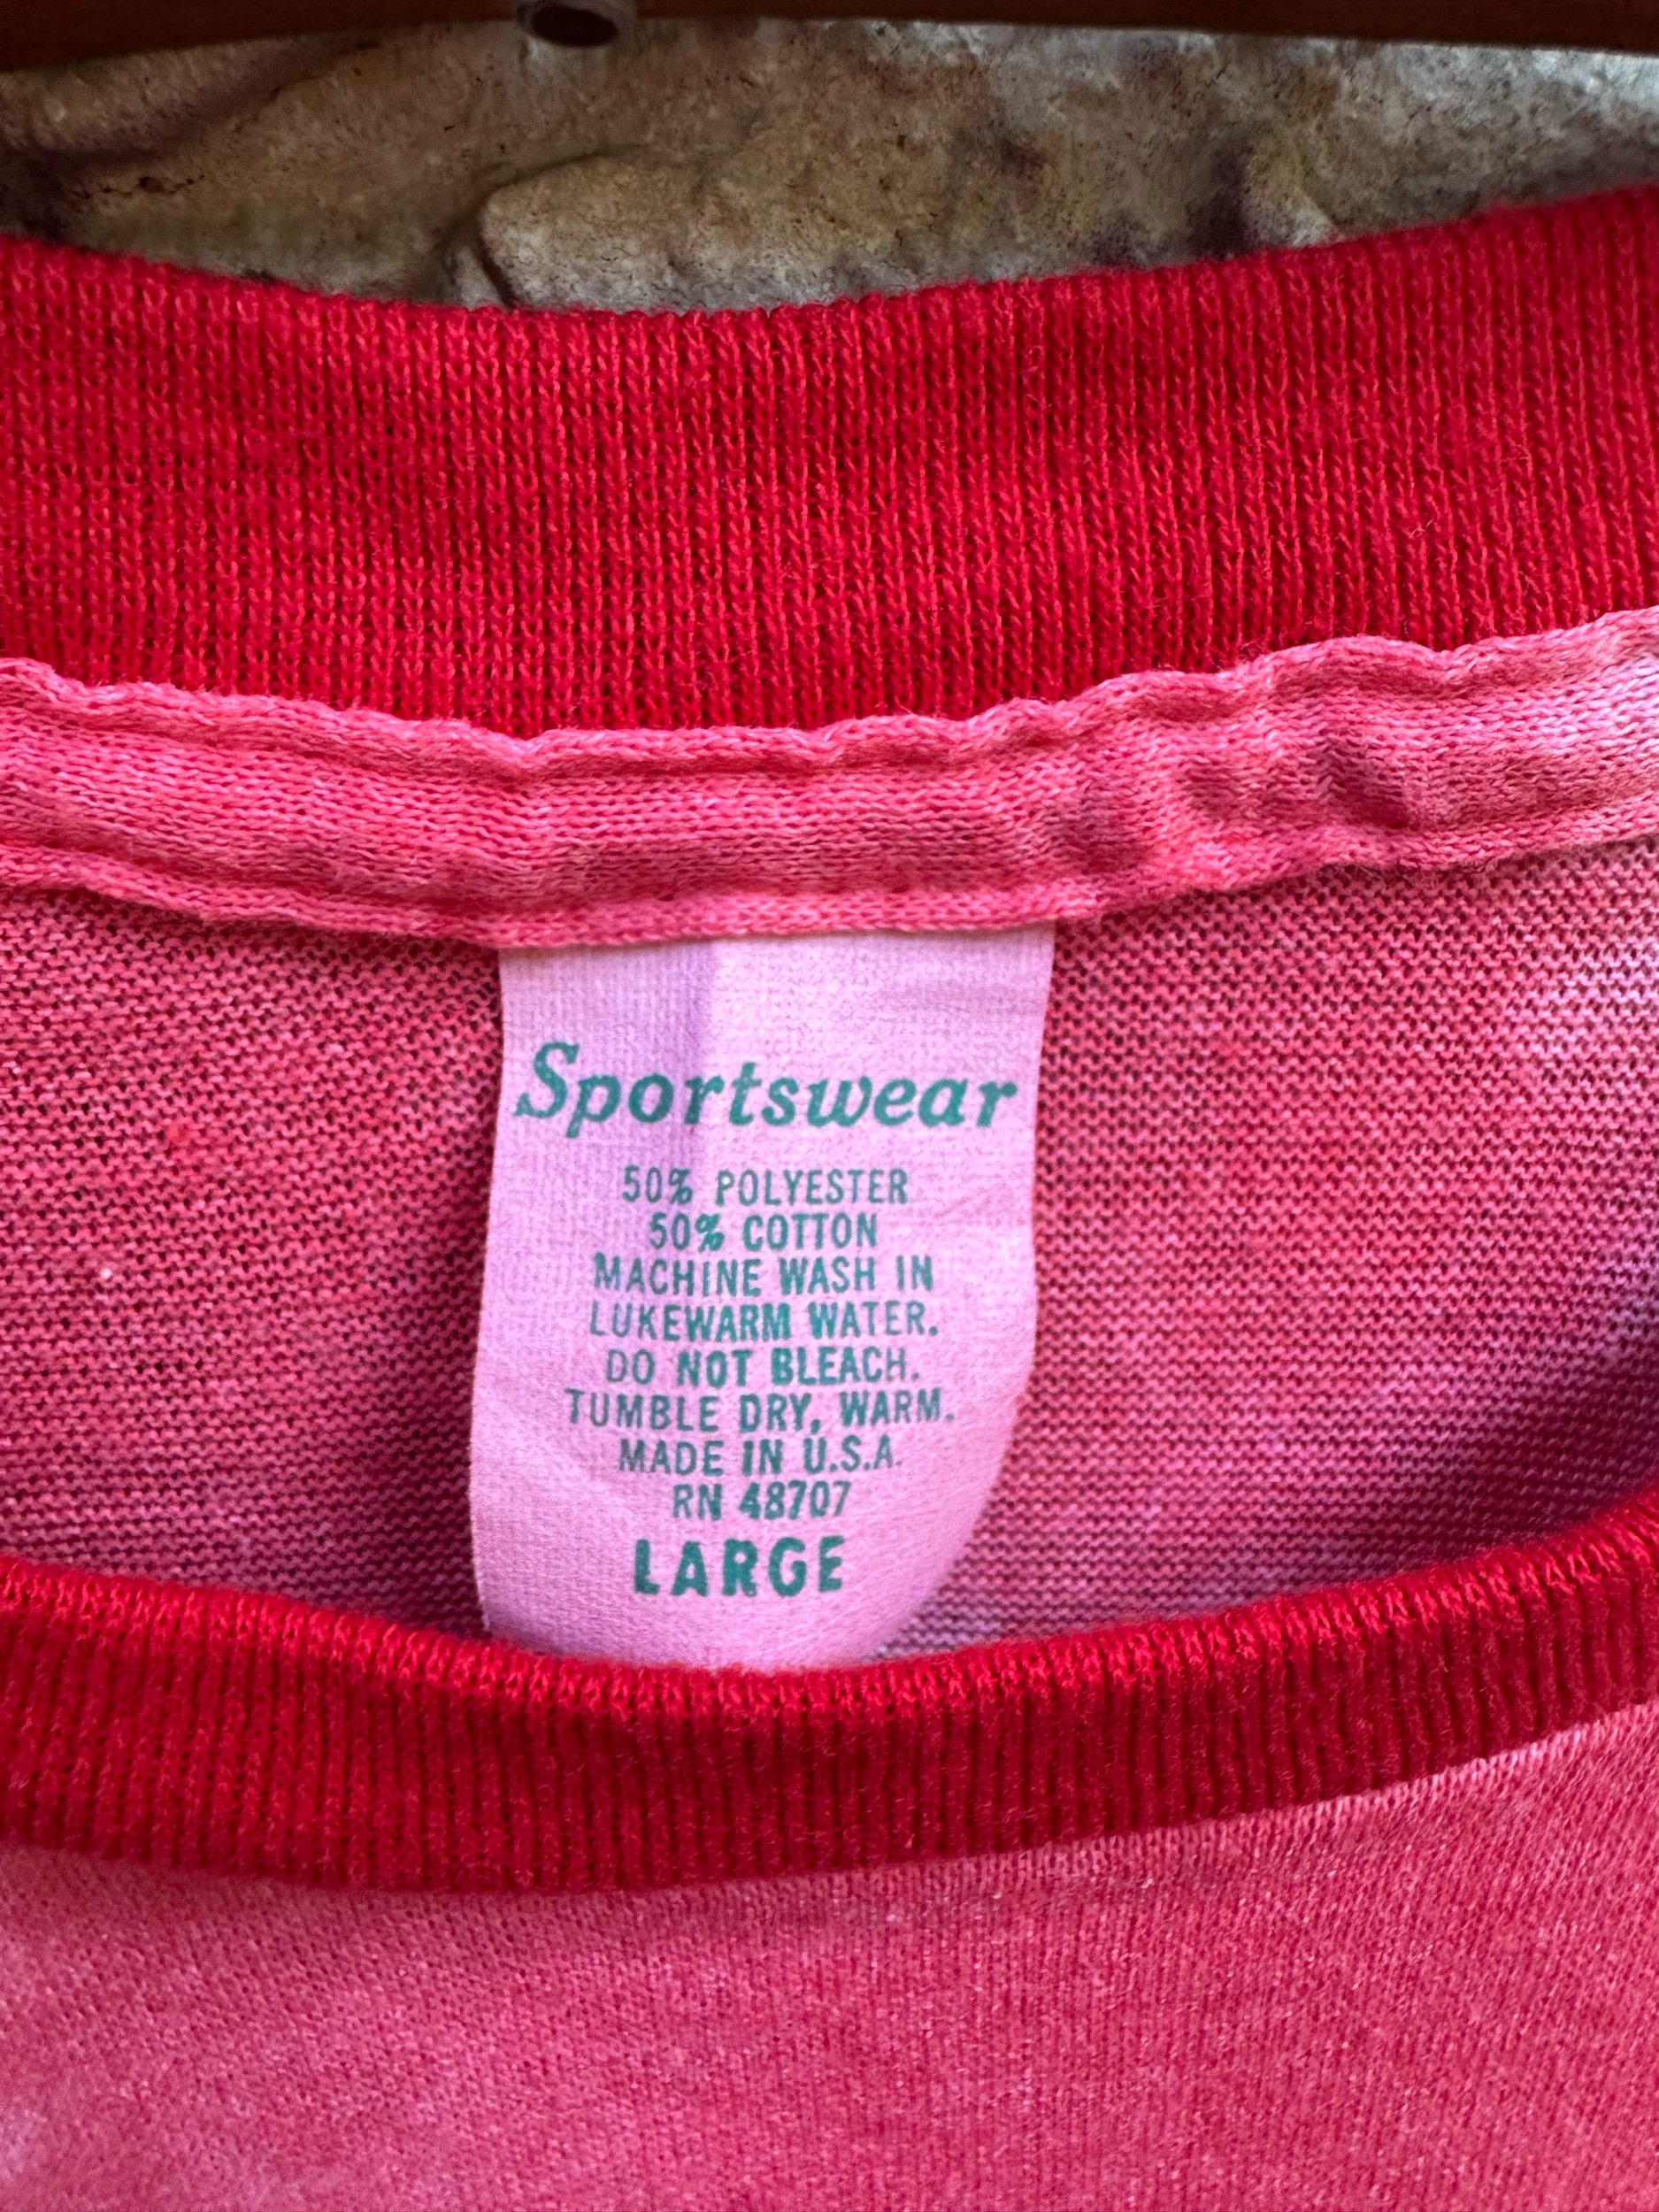 Sportswear
50% POLYESTER
50% COTTON
MACHINE WASH IN
LUKEWARM WATER.
DO NOT BLEACH.
TUMBLE DRY, WARM.
MADE IN U.S.A.
RN 48707
LARGE